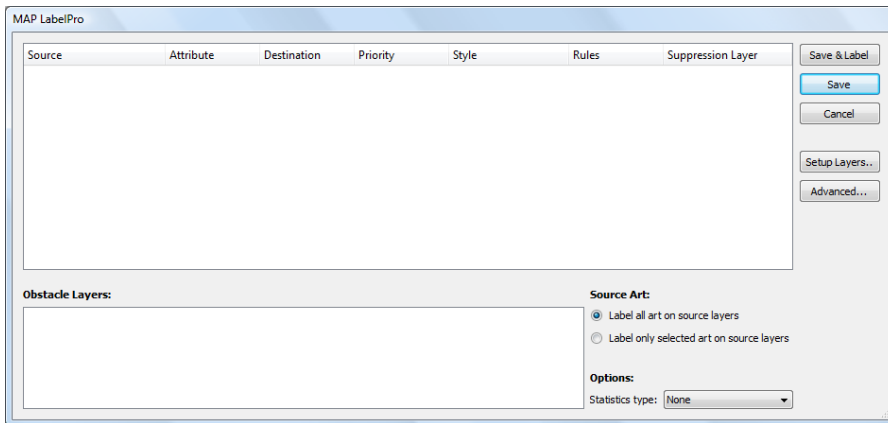 MAP LabelPro
Source Attribute Destination Priority Style Rules Suppression Layer
Save & Label
Save
Cancel
Setup Layers..
Advanced...
Obstacle Layers:
Source Art:
Label all art on source layers
Label only selected art on source layers
Options:
Statistics type: None